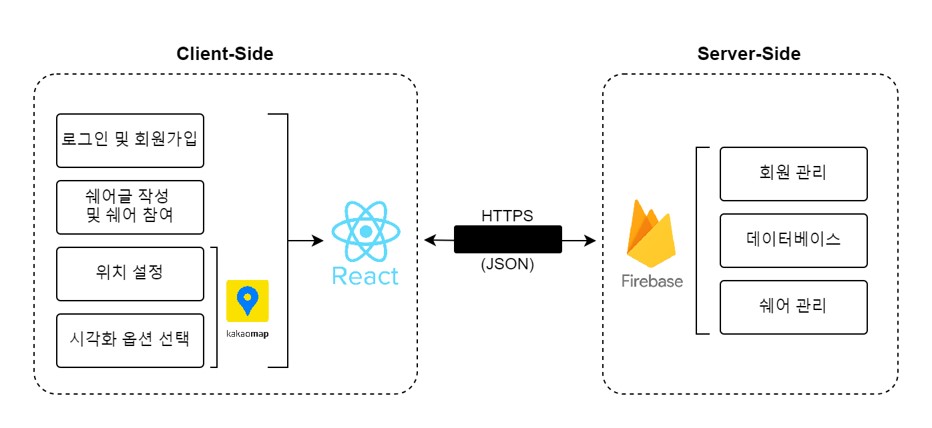 Client-Side
로그인 및 회원가입
쉐어글 작성
및 쉐어 참여
위치 설정
시각화 옵션 선택
kakaomap
React
HTTPS
(JSON)
Server-Side
Firebase
회원 관리
데이터베이스
쉐어 관리